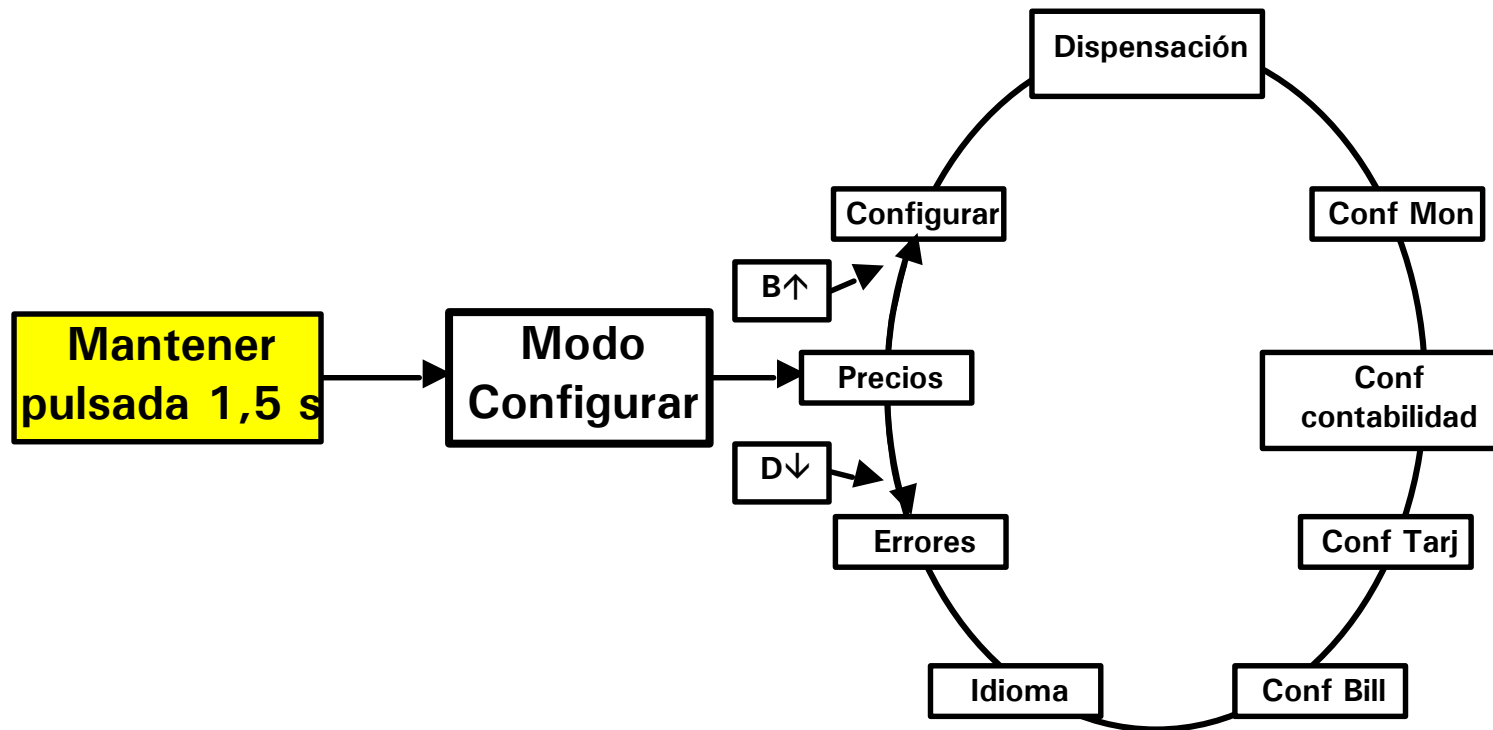 Dispensación
Configurar
Conf Mon
B↑
Mantener
pulsada 1,5 s
Modo
Configurar
Precios
Conf
contabilidad
D↓
Errores
Conf Tarj
Idioma
Conf Bill